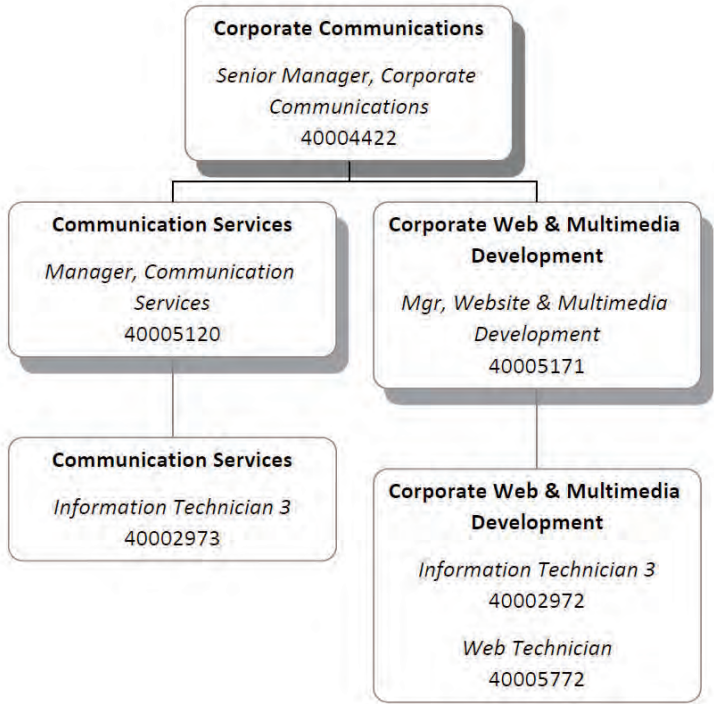 Corporate Communications
Senior Manager, Corporate
Communications
40004422
Communication Services
Manager, Communication
Services
40005120
Corporate Web & Multimedia
Development
Mgr, Website & Multimedia
Development
40005171
Communication Services
Information Technician 3
40002973
Corporate Web & Multimedia
Development
Information Technician 3
40002972
Web Technician
40005772